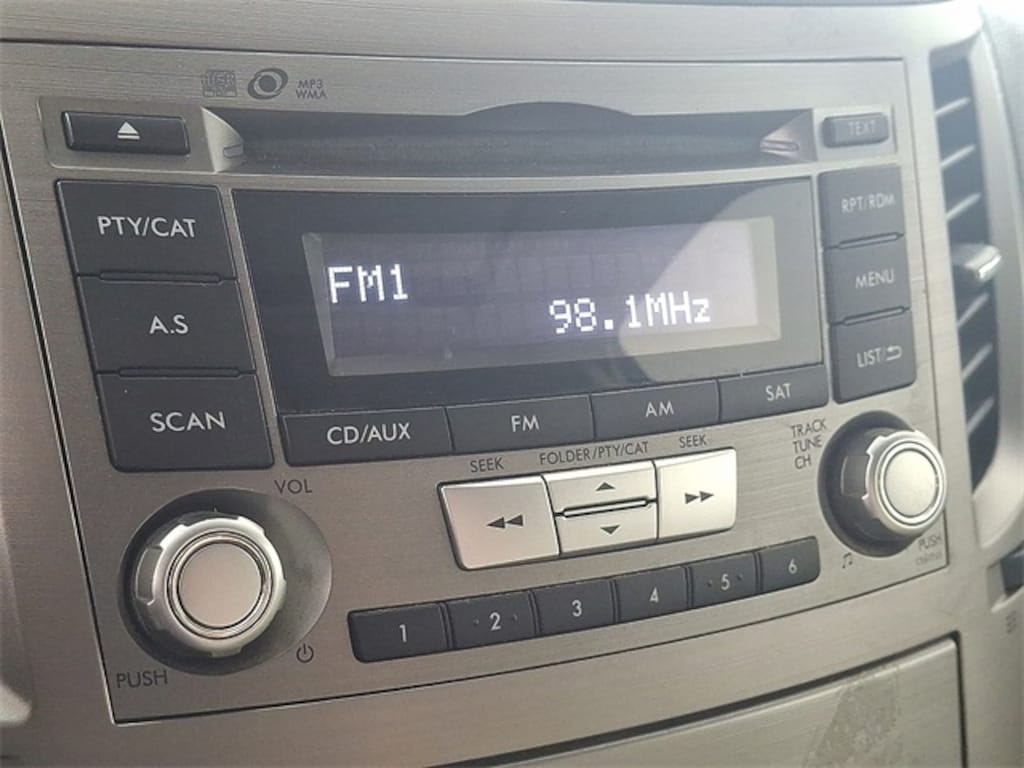 MP3
WMA
TEXT
PTY/CAT
A.S
SCAN
FM1
98.1MHz
RPT/RDM
MENU
LIST/
CD/AUX
FM
AM
SAT
SEEK
FOLDER/PTY/CAT
SEEK
TRACK
TUNE
CH
VOL
PUSH
1
2
3
4
5
6
PUSH